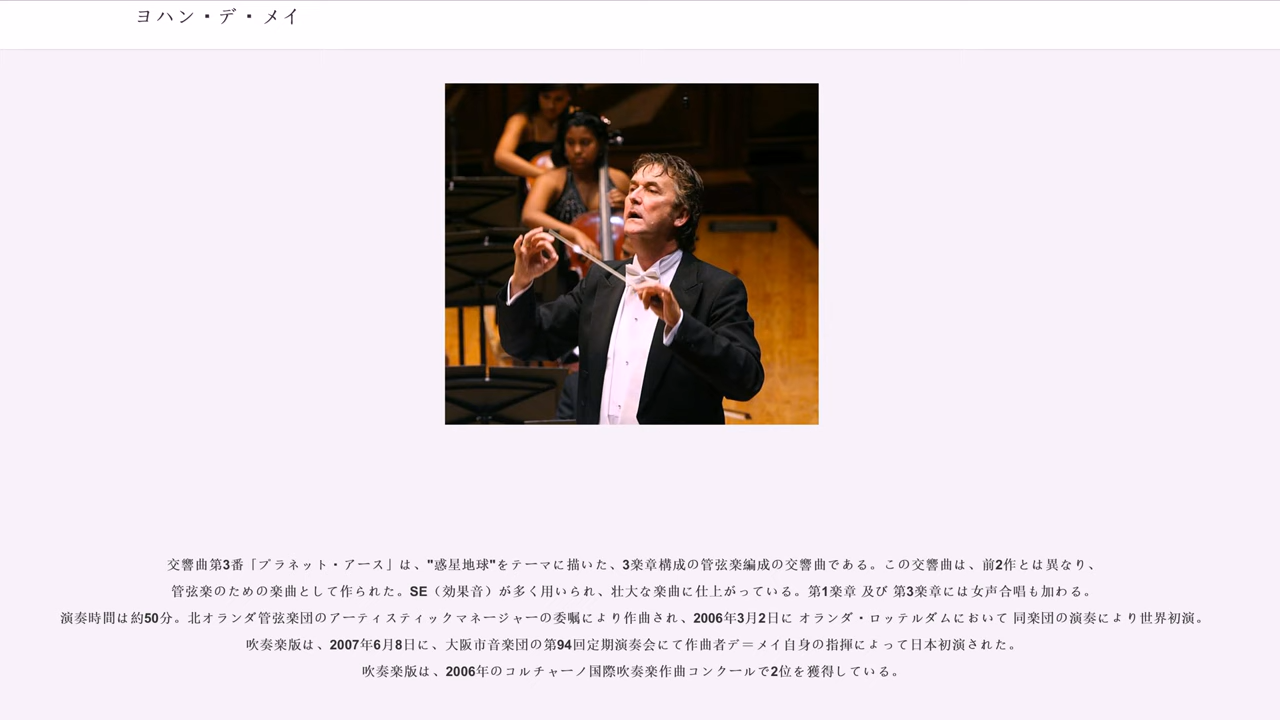 ヨハン・デ・メイ
交響曲第3番「プラネット・アース」は、"惑星地球"をテーマに描いた、3楽章構成の管弦楽編成の交響曲である。この交響曲は、前2作とは異なり、
管弦楽のための楽曲として作られた。SE（効果音）が多く用いられ、壮大な楽曲に仕上がっている。第1楽章 及び 第3楽章には女声合唱も加わる。
演奏時間は約50分。北オランダ管弦楽団のアーティスティックマネージャーの委嘱により作曲され、2006年3月2日に オランダ・ロッテルダムにおいて 同楽団の演奏により世界初演。
吹奏楽版は、2007年6月8日に、大阪市音楽団の第94回定期演奏会にて作曲者デ＝メイ自身の指揮によって日本初演された。
吹奏楽版は、2006年のコルチャーノ国際吹奏楽作曲コンクールで2位を獲得している。